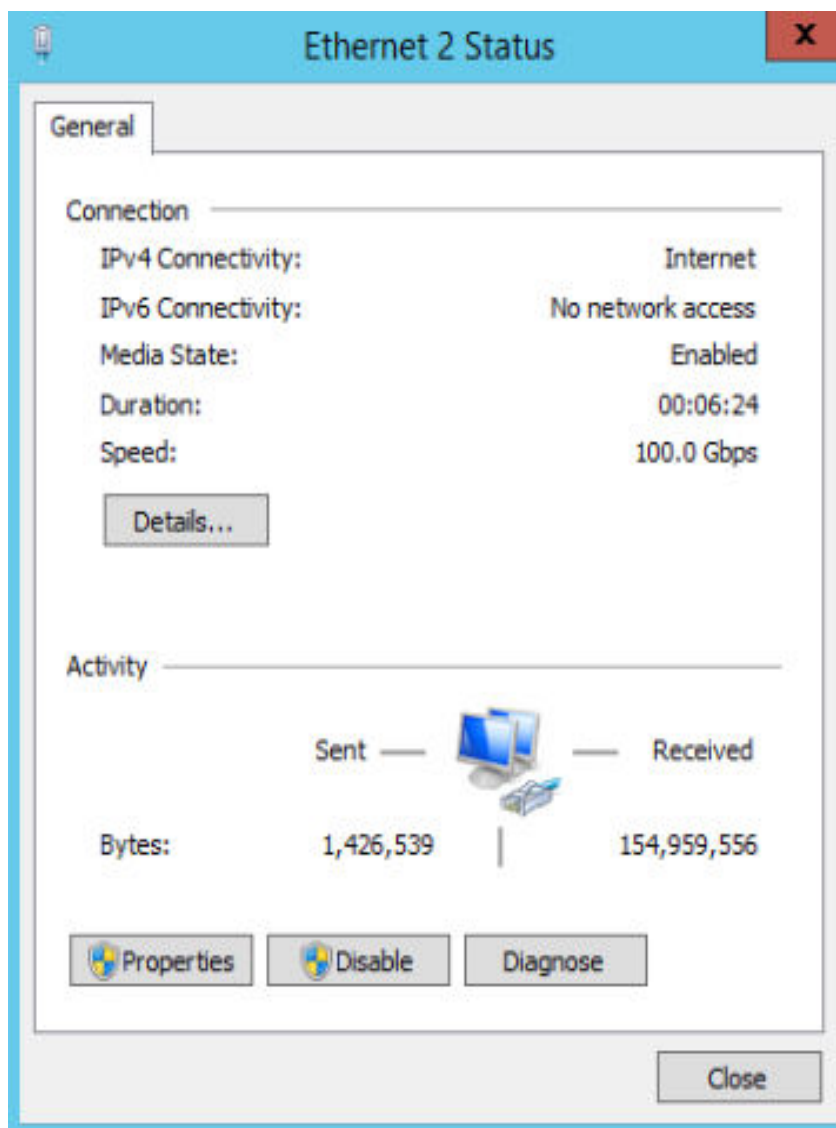 Ethernet 2 Status
X
General
Connection
IPv4 Connectivity: Internet
IPv6 Connectivity: No network access
Media State: Enabled
Duration: 00:06:24
Speed: 100.0 Gbps
Details...
Activity
Sent Received
Bytes: 1,426,539 154,959,556
Properties Disable Diagnose
Close